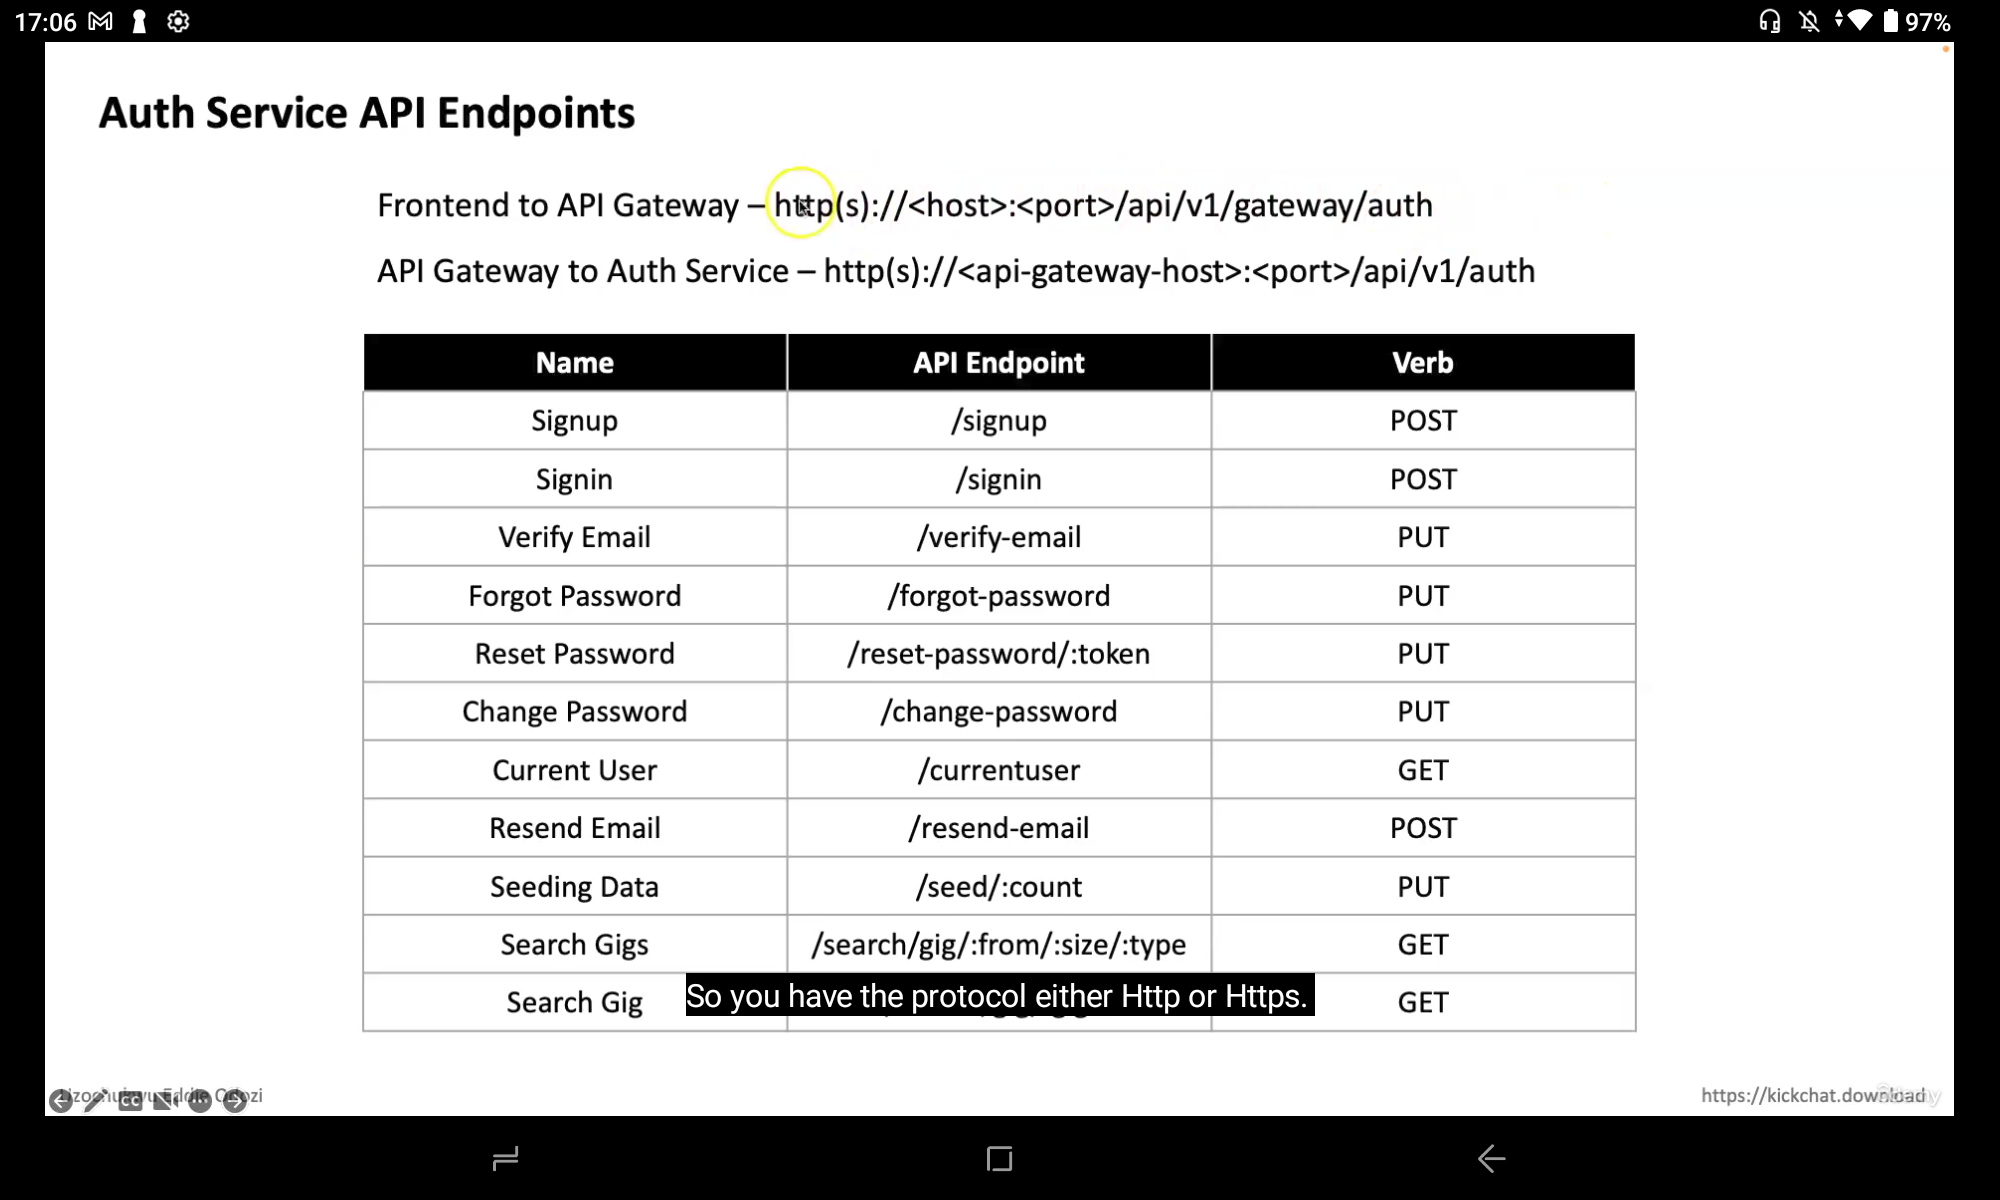 17:06
97%
Auth Service API Endpoints
Frontend to API Gateway – http(s)://<host>:<port>/api/v1/gateway/auth
API Gateway to Auth Service – http(s)://<api-gateway-host>:<port>/api/v1/auth
Name API Endpoint Verb
Signup /signup POST
Signin /signin POST
Verify Email /verify-email PUT
Forgot Password /forgot-password PUT
Reset Password /reset-password/:token PUT
Change Password /change-password PUT
Current User /currentuser GET
Resend Email /resend-email POST
Seeding Data /seed/:count PUT
Search Gigs /search/gig/:from/:size/:type GET
Search Gig GET
So you have the protocol either Http or Https.
Uzochukwu Eddie Odozi
https://kickchat.download